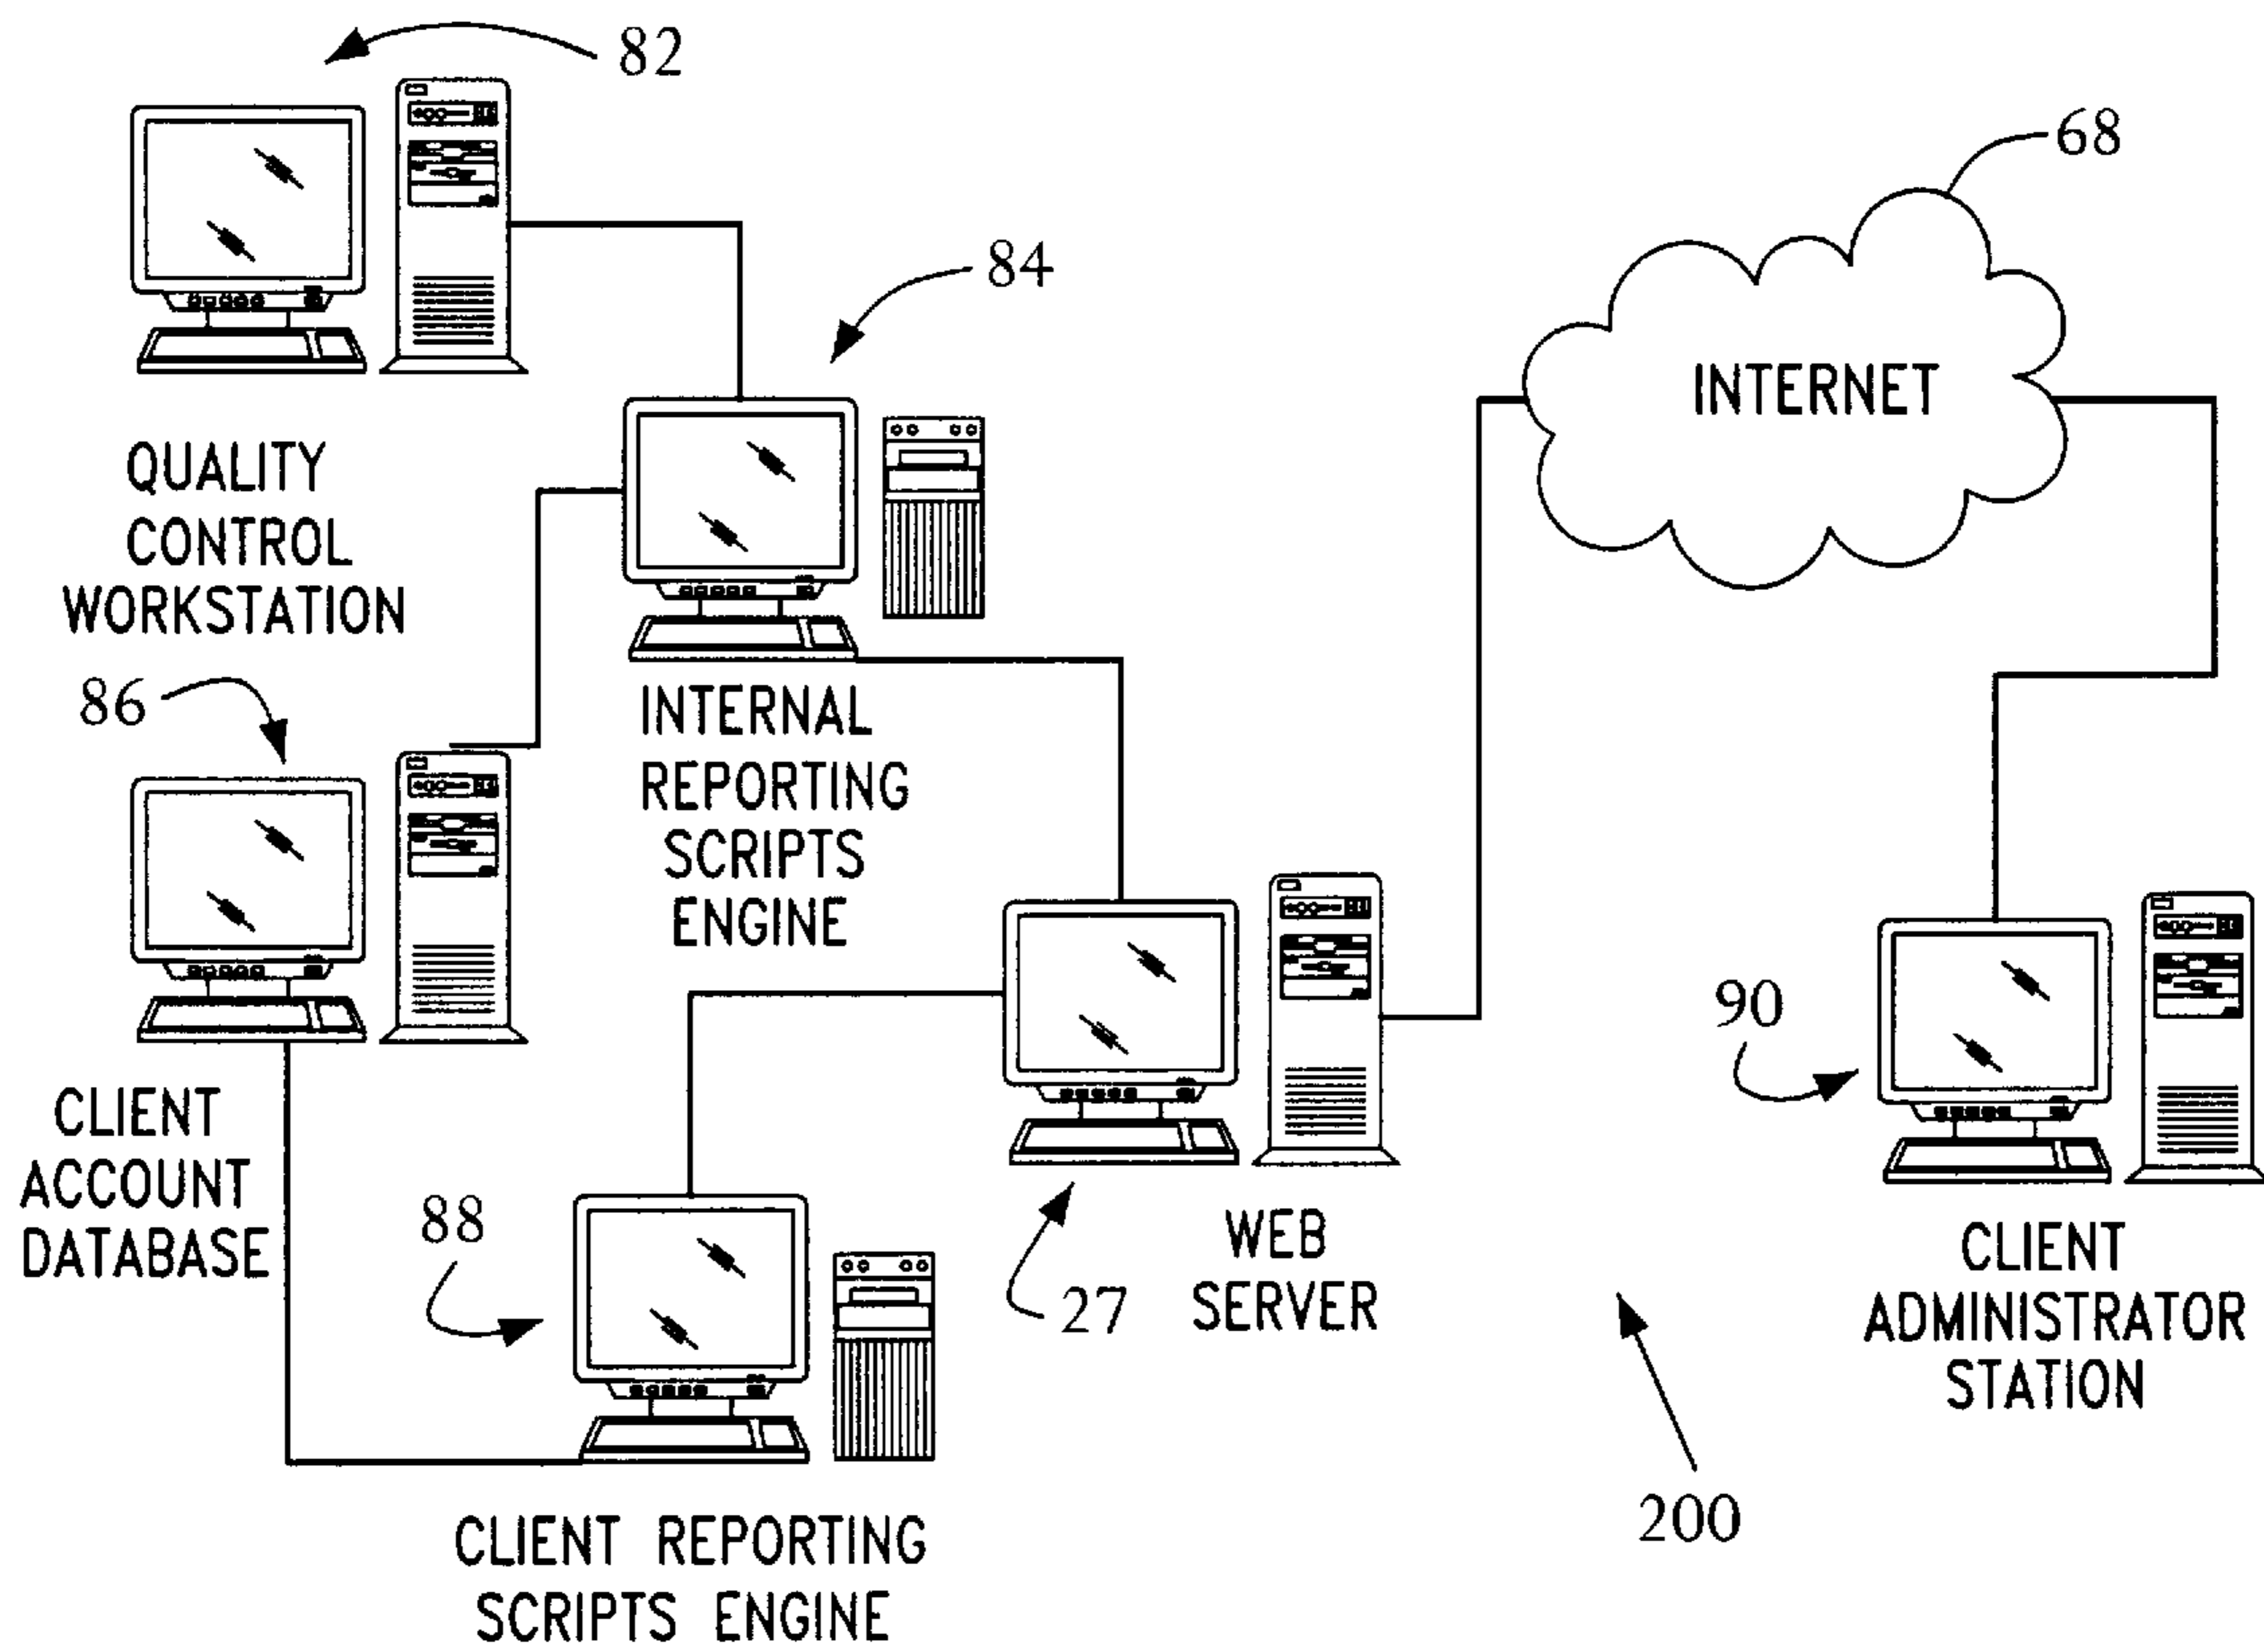 82
68
84
INTERNET
QUALITY
CONTROL
WORKSTATION
86
INTERNAL
REPORTING
SCRIPTS
ENGINE
90
CLIENT
ACCOUNT
DATABASE
88
27
WEB
SERVER
CLIENT
ADMINISTRATOR
STATION
200
CLIENT REPORTING
SCRIPTS ENGINE